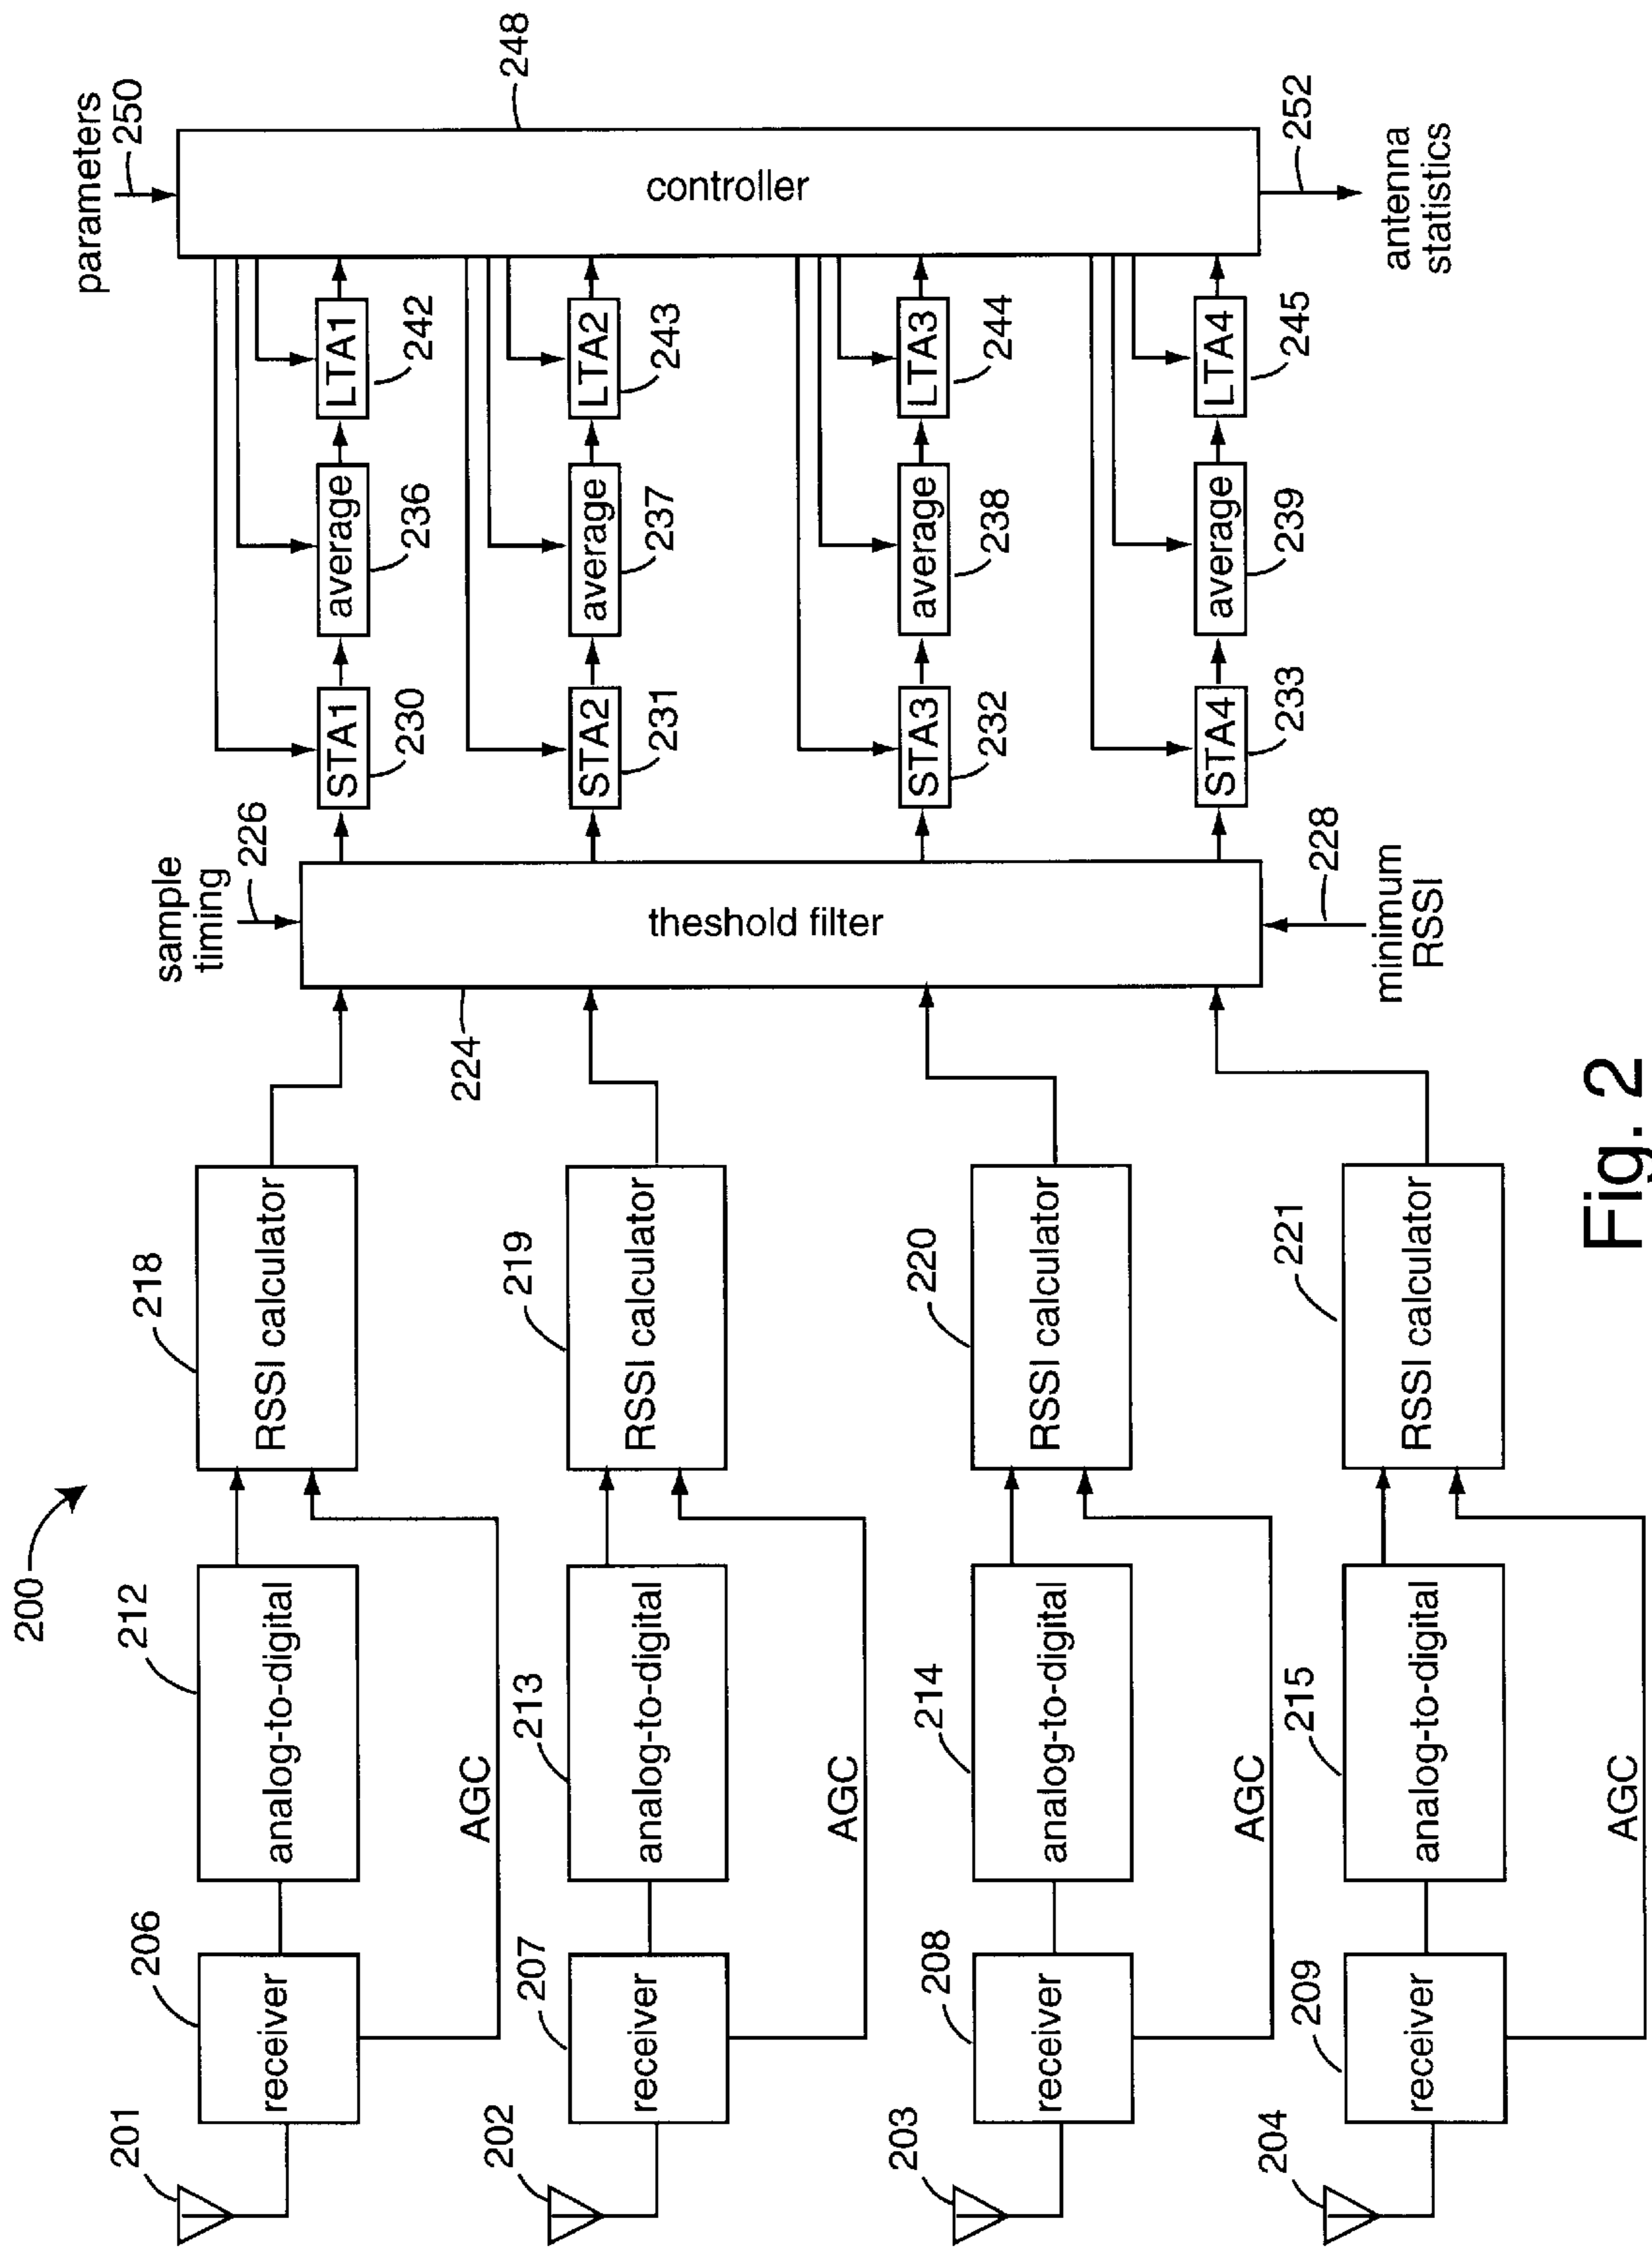 200
201
receiver
206
analog-to-digital
212
AGC
RSSI calculator
218
202
receiver
207
analog-to-digital
213
AGC
RSSI calculator
219
203
receiver
208
analog-to-digital
214
AGC
RSSI calculator
220
204
receiver
209
analog-to-digital
215
AGC
RSSI calculator
221
sample
timing
226
theshold filter
224
228
minimum
RSSI
STA1
230
average
236
LTA1
242
STA2
231
average
237
LTA2
243
STA3
232
average
238
LTA3
244
STA4
233
average
239
LTA4
245
parameters
250
controller
248
252
antenna
statistics
Fig. 2